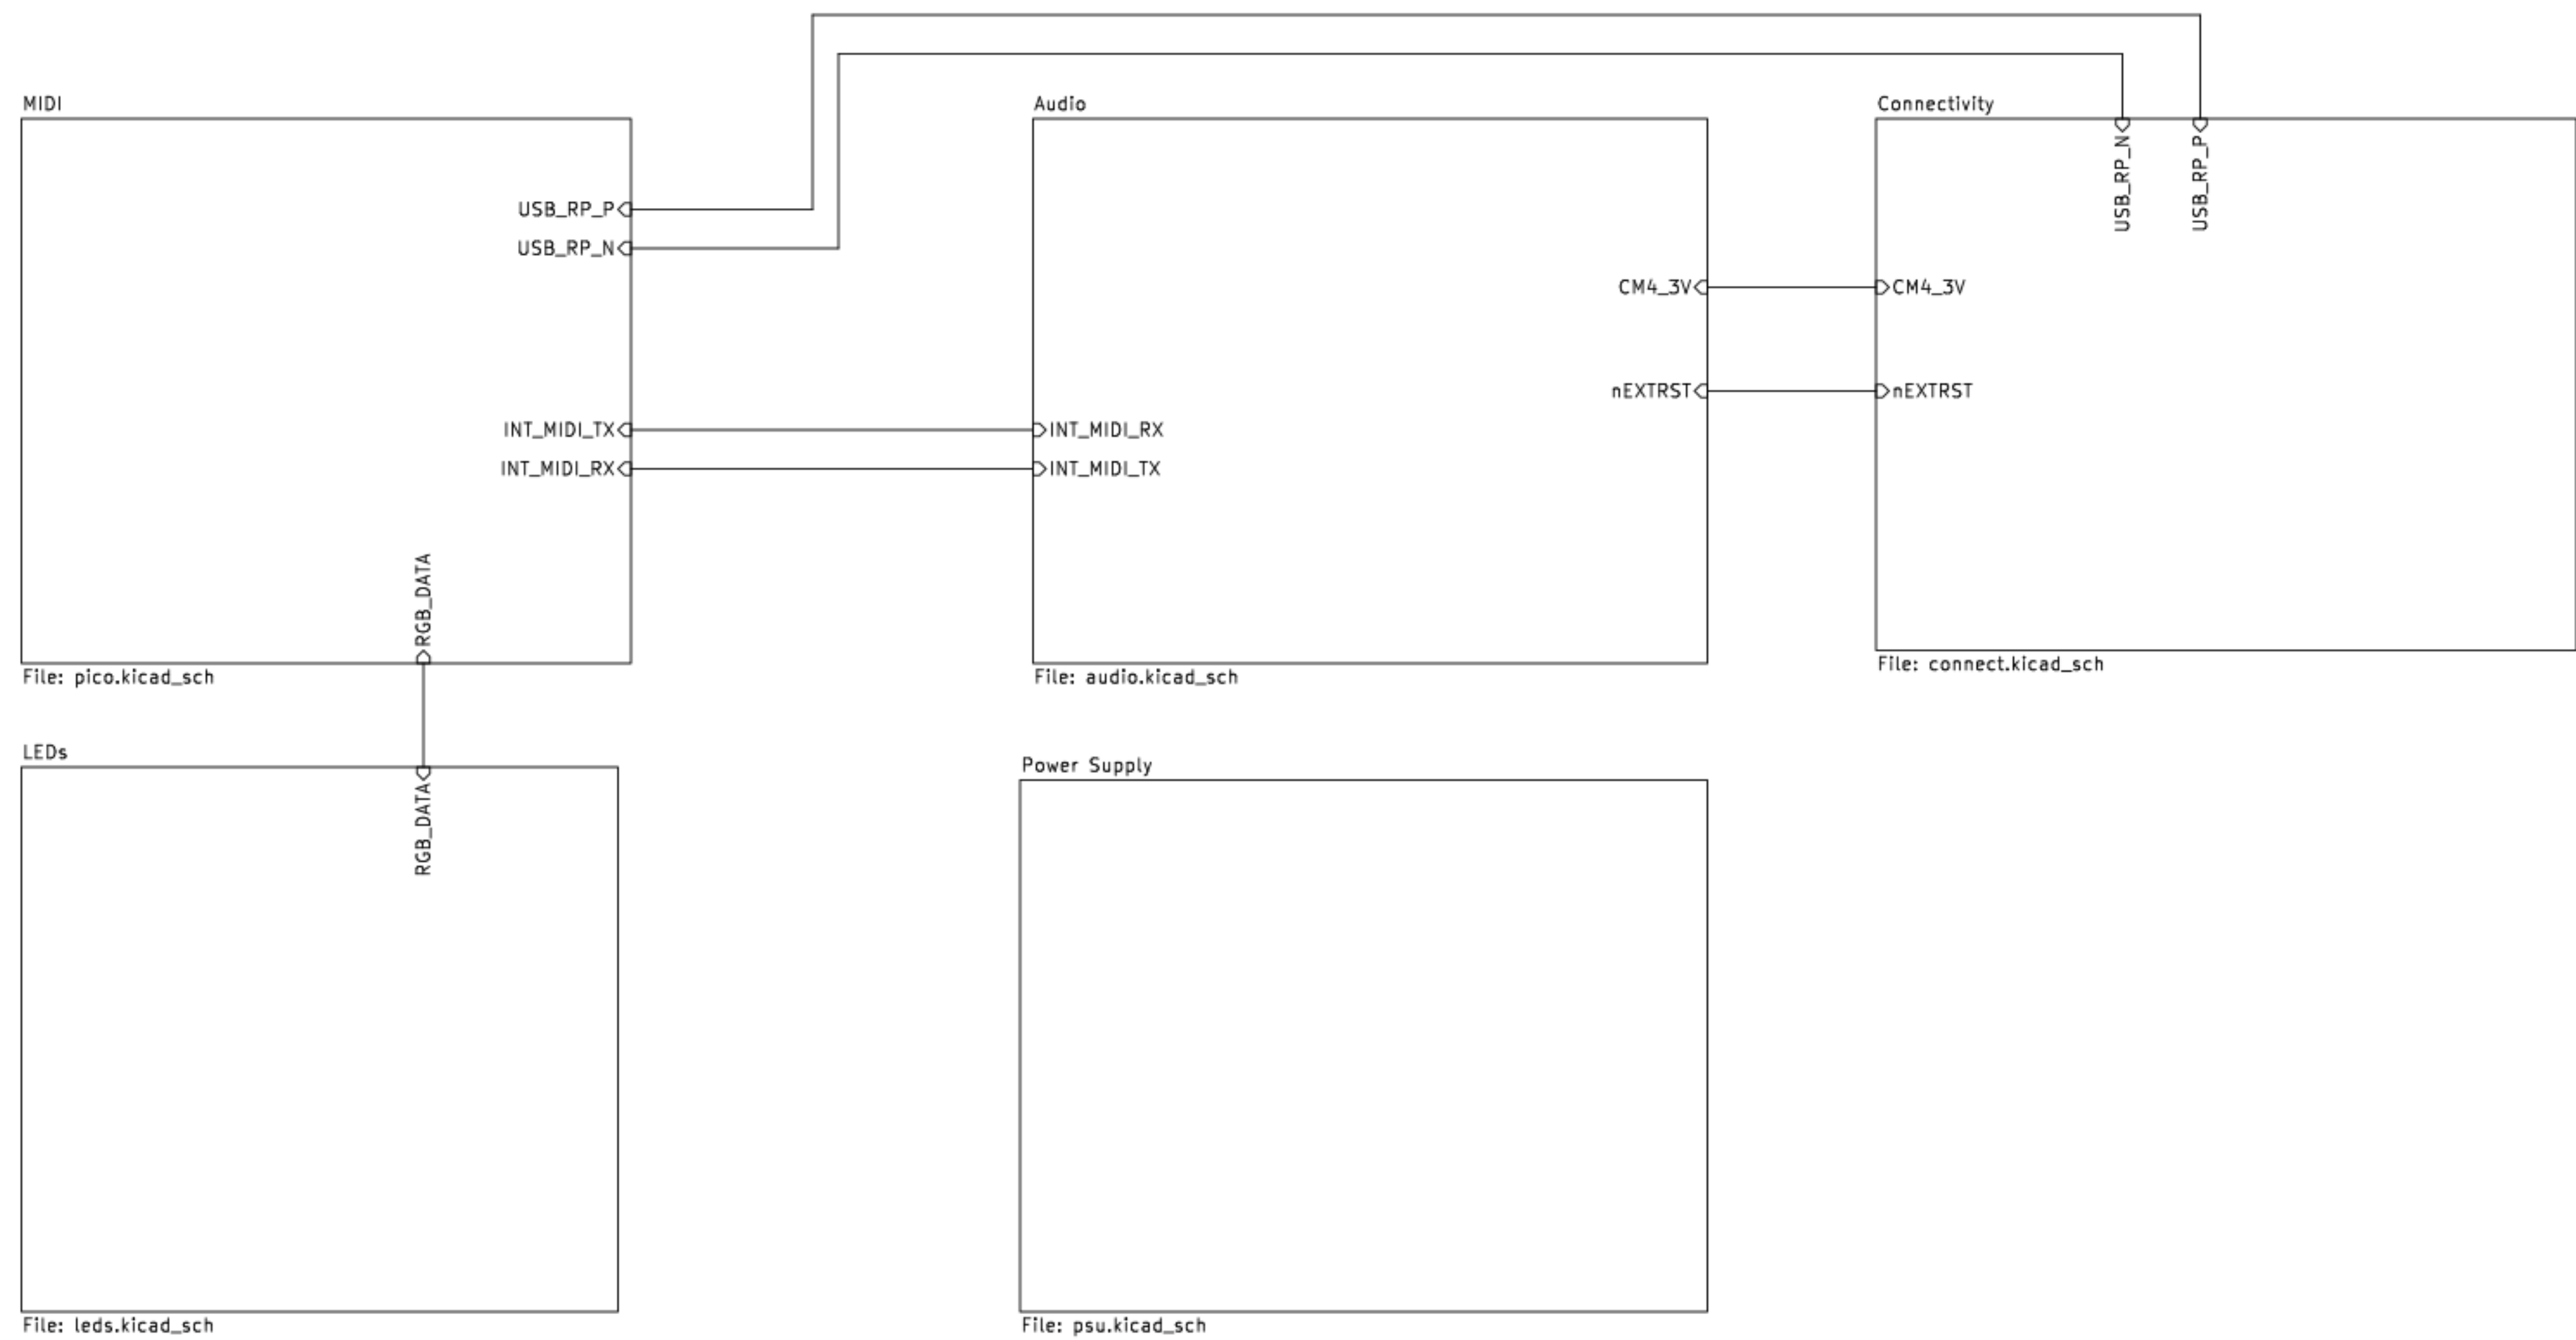 MIDI
USB_RP_P
USB_RP_N
INT_MIDI_TX
INT_MIDI_RX
RGB_DATA
File: pico.kicad_sch
Audio
CM4_3V
nEXTRST
INT_MIDI_RX
INT_MIDI_TX
File: audio.kicad_sch
Connectivity
USB_RP_N
USB_RP_P
CM4_3V
nEXTRST
File: connect.kicad_sch
LEDs
RGB_DATA
File: leds.kicad_sch
Power Supply
File: psu.kicad_sch